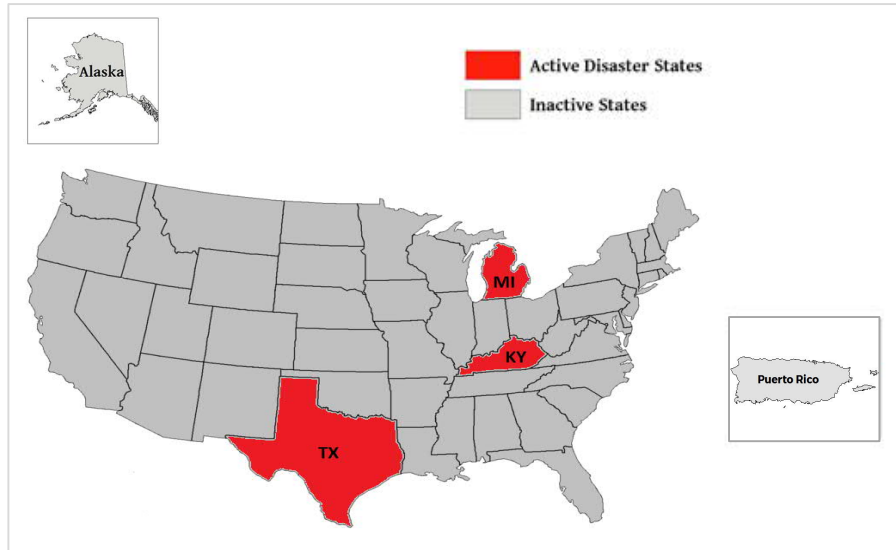 Alaska
Active Disaster States
Inactive States
MI
KY
Puerto Rico
TX